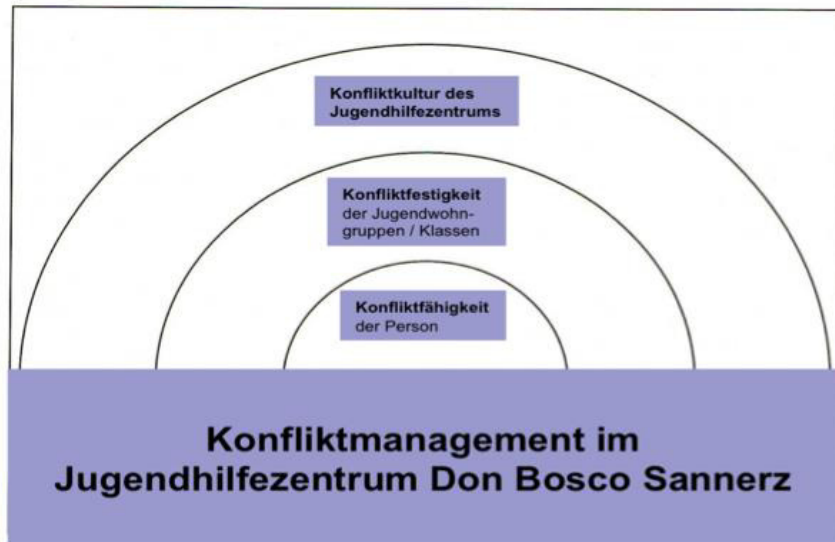 Konfliktkultur des
Jugendhilfezentrums
Konfliktfestigkeit
der Jugendwohn-
gruppen / Klassen
Konfliktfähigkeit
der Person
Konfliktmanagement im
Jugendhilfezentrum Don Bosco Sannerz